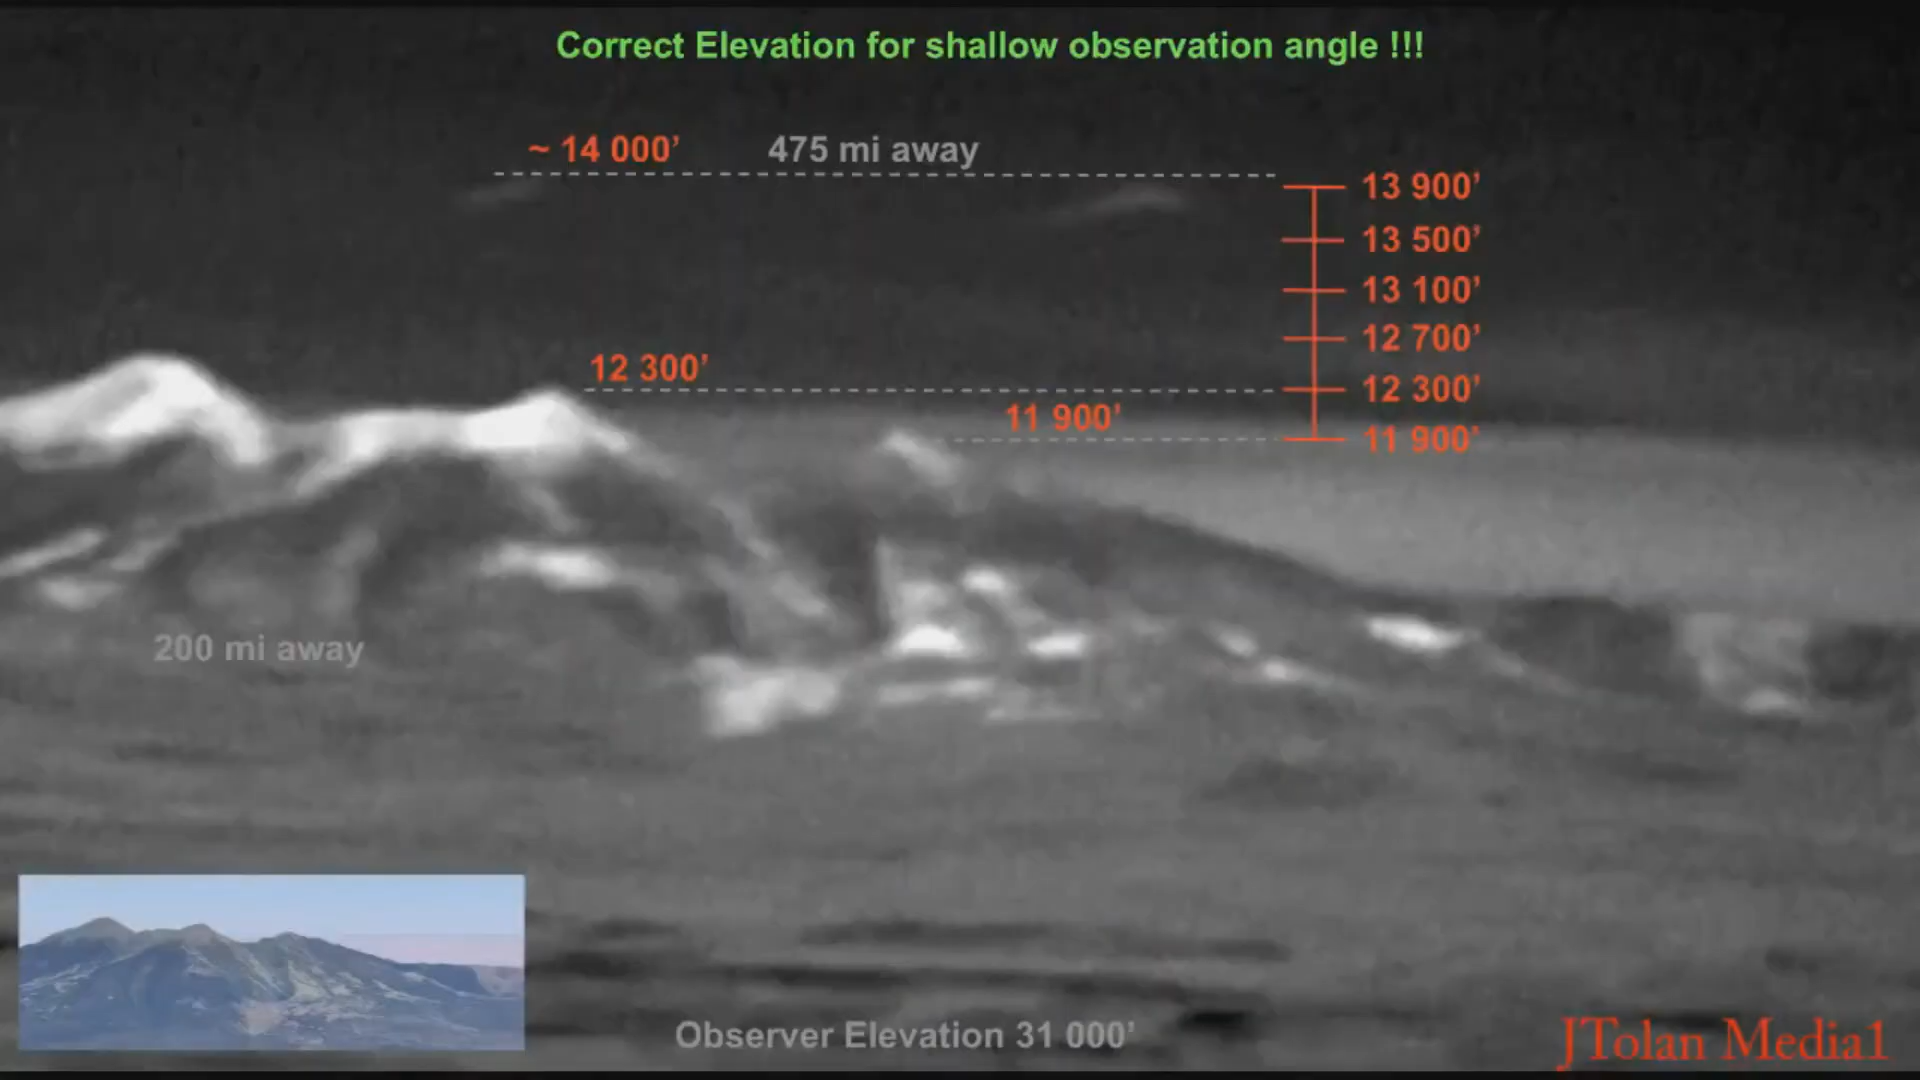 Correct Elevation for shallow observation angle !!!
~ 14 000’
475 mi away
13 900’
13 500’
13 100’
12 700’
12 300’
12 300’
11 900’
11 900’
200 mi away
Observer Elevation 31 000’
JTolan Media1